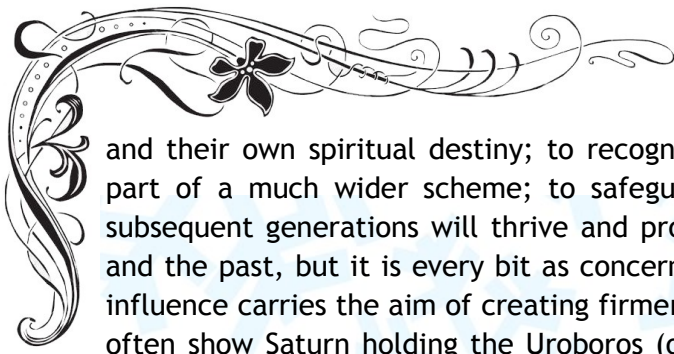 and their own spiritual destiny; to recogn
part of a much wider scheme; to safegu
subsequent generations will thrive and pro
and the past, but it is every bit as concern
influence carries the aim of creating firmer
often show Saturn holding the Uroboros (o